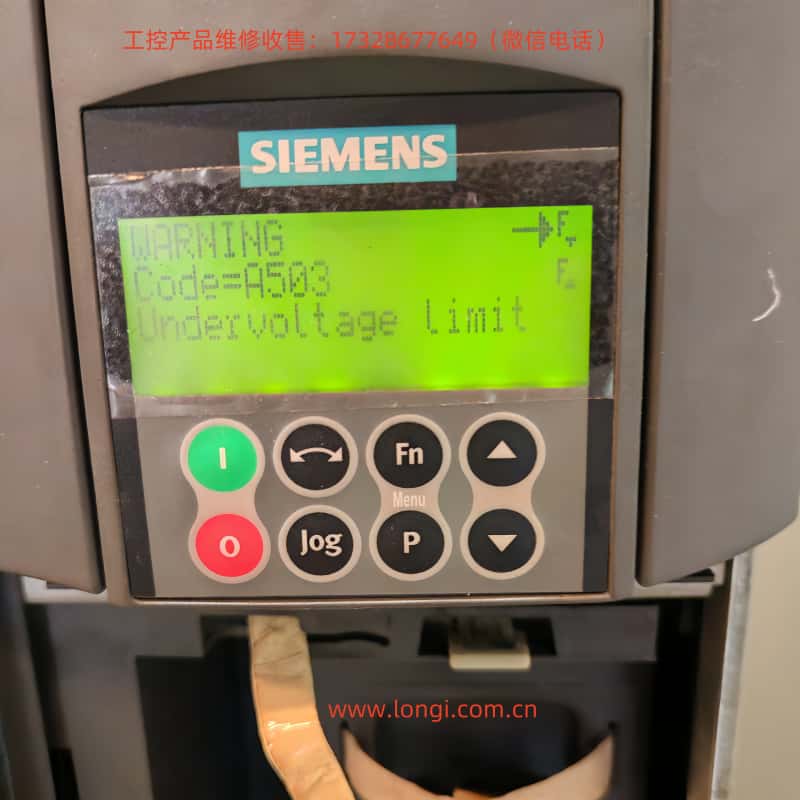 工控产品维修收售：17328677649（微信电话）
SIEMENS
WARNING
Code=A503
Undervoltage limit
I
Fn
Menu
O
Jog
P
www.longi.com.cn